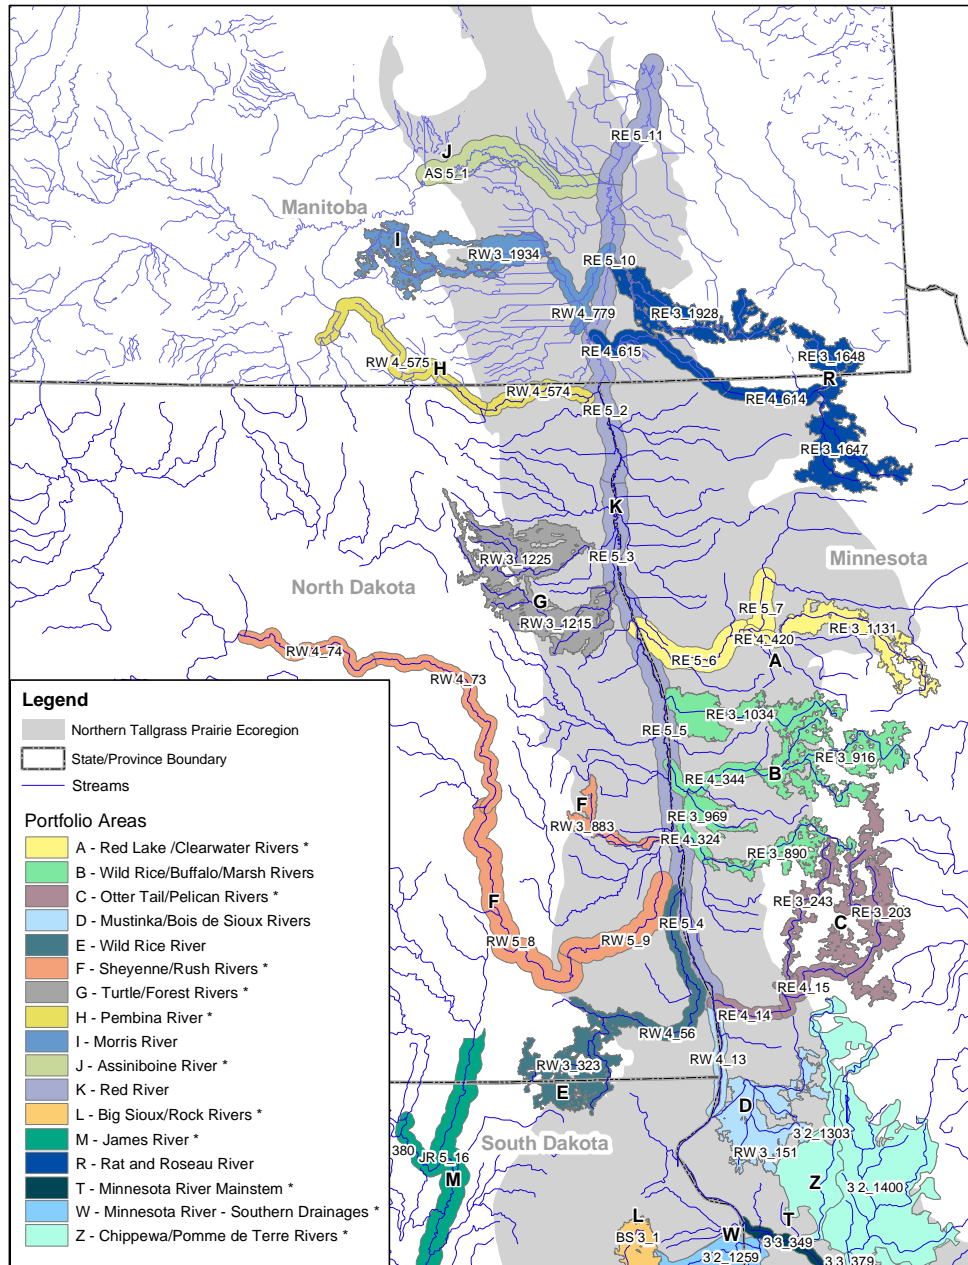 RE 5_11
J
AS 5_1
Manitoba
I
RW 3_1934
RE 5_10
RW 4_779
RE 3_1928
RE 4_615
RE 3_1648
RW 4_575
H
R
RW 4_574
RE 4_614
RE 5_2
RE 3_1647
K
RW 3_1225
RE 5_3
Minnesota
North Dakota
G
RE 5_7
RW 3_1215
RE 4_420
RE 3_1131
RW 4_74
RE 5_6
A
RW 4_73
RE 3_1034
RE 5_5
RE 3_916
RE 4_344
B
F
RE 3_969
RW 3_883
RE 4_324
RE 3_890
F
RE 3_243
RE 3_203
C
RE 5_4
RW 5_8
RW 5_9
RE 4_15
RE 4_14
RW 4_56
RW 4_13
RW 3_323
E
D
South Dakota
3 2_1303
380
JR 5_16
RW 3_151
M
Z
3 2_1400
L
T
BS 3_1
W
3 3_349
3 2_1259
3 3_379
Legend
Northern Tallgrass Prairie Ecoregion
State/Province Boundary
Streams
Portfolio Areas
A - Red Lake /Clearwater Rivers *
B - Wild Rice/Buffalo/Marsh Rivers
C - Otter Tail/Pelican Rivers *
D - Mustinka/Bois de Sioux Rivers
E - Wild Rice River
F - Sheyenne/Rush Rivers *
G - Turtle/Forest Rivers *
H - Pembina River *
I - Morris River
J - Assiniboine River *
K - Red River
L - Big Sioux/Rock Rivers *
M - James River *
R - Rat and Roseau River
T - Minnesota River Mainstem *
W - Minnesota River - Southern Drainages *
Z - Chippewa/Pomme de Terre Rivers *